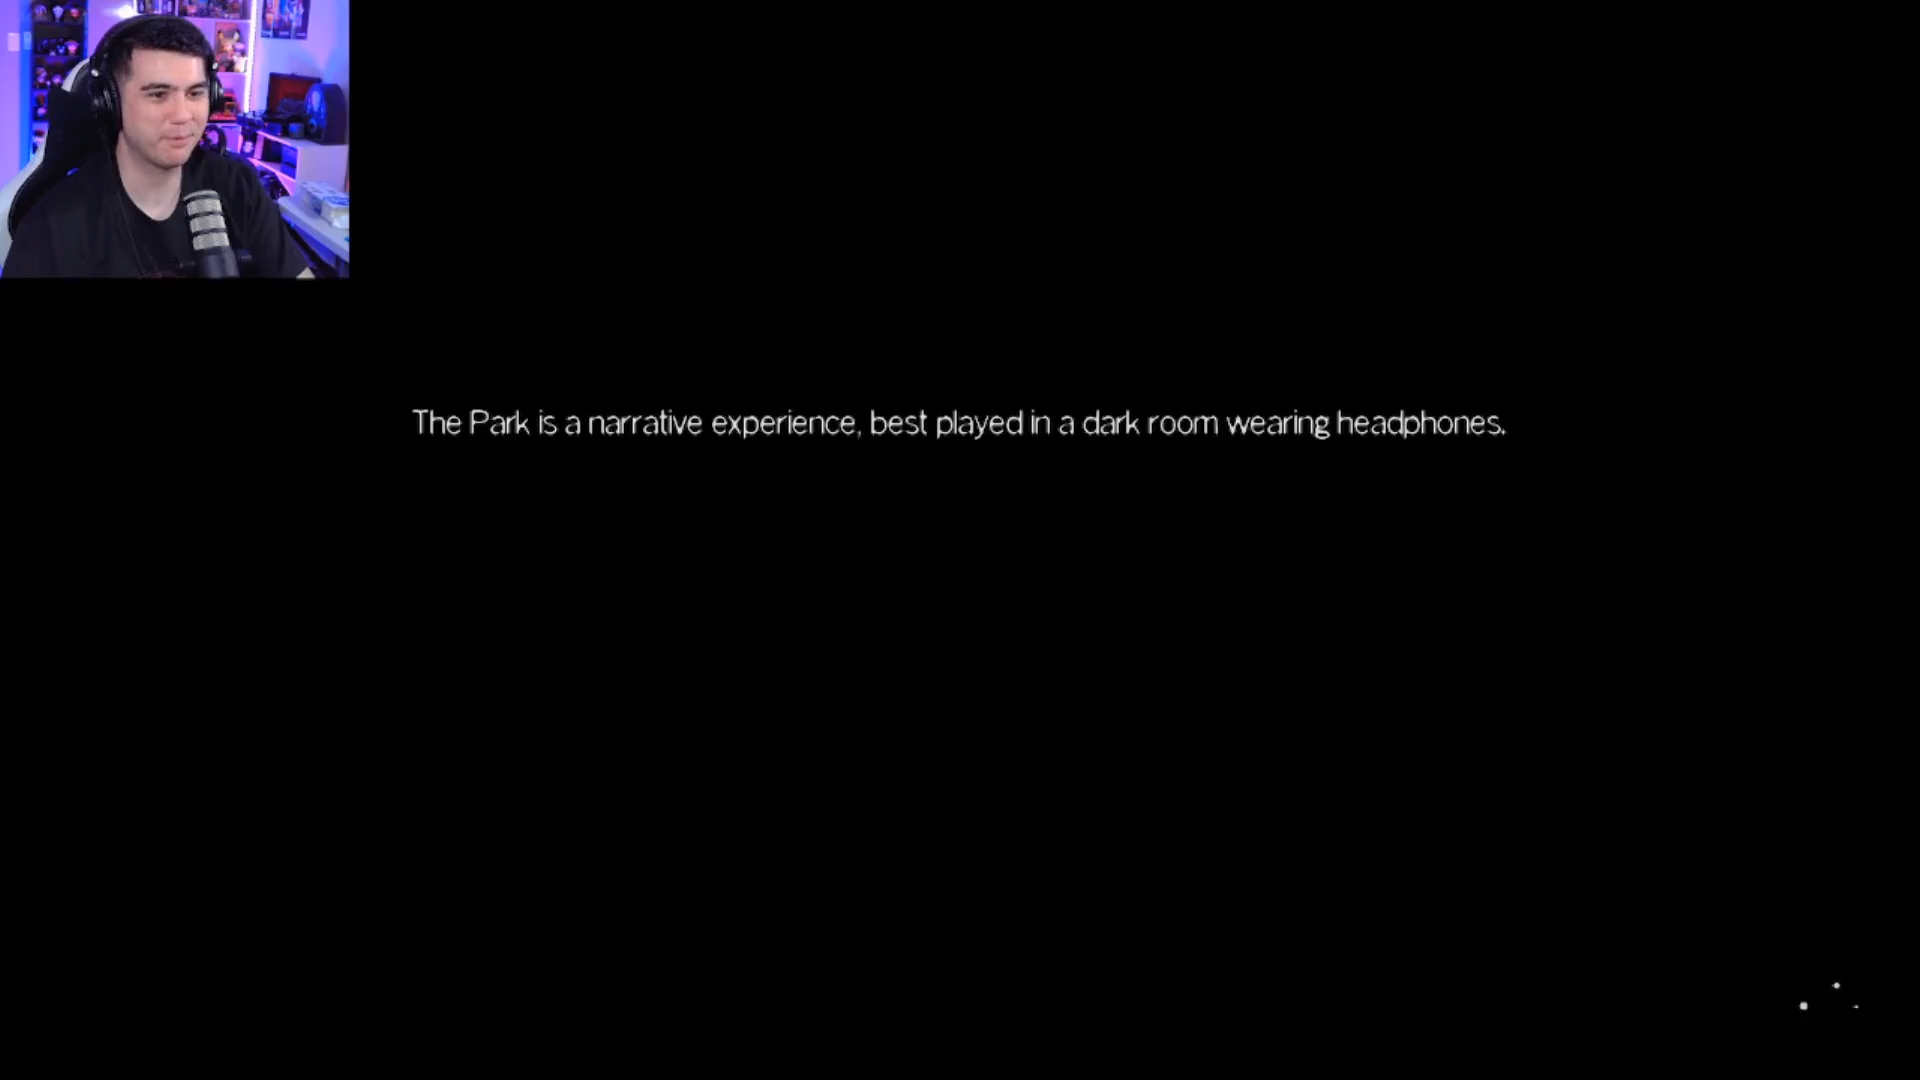 The Park is a narrative experience, best played in a dark room wearing headphones.